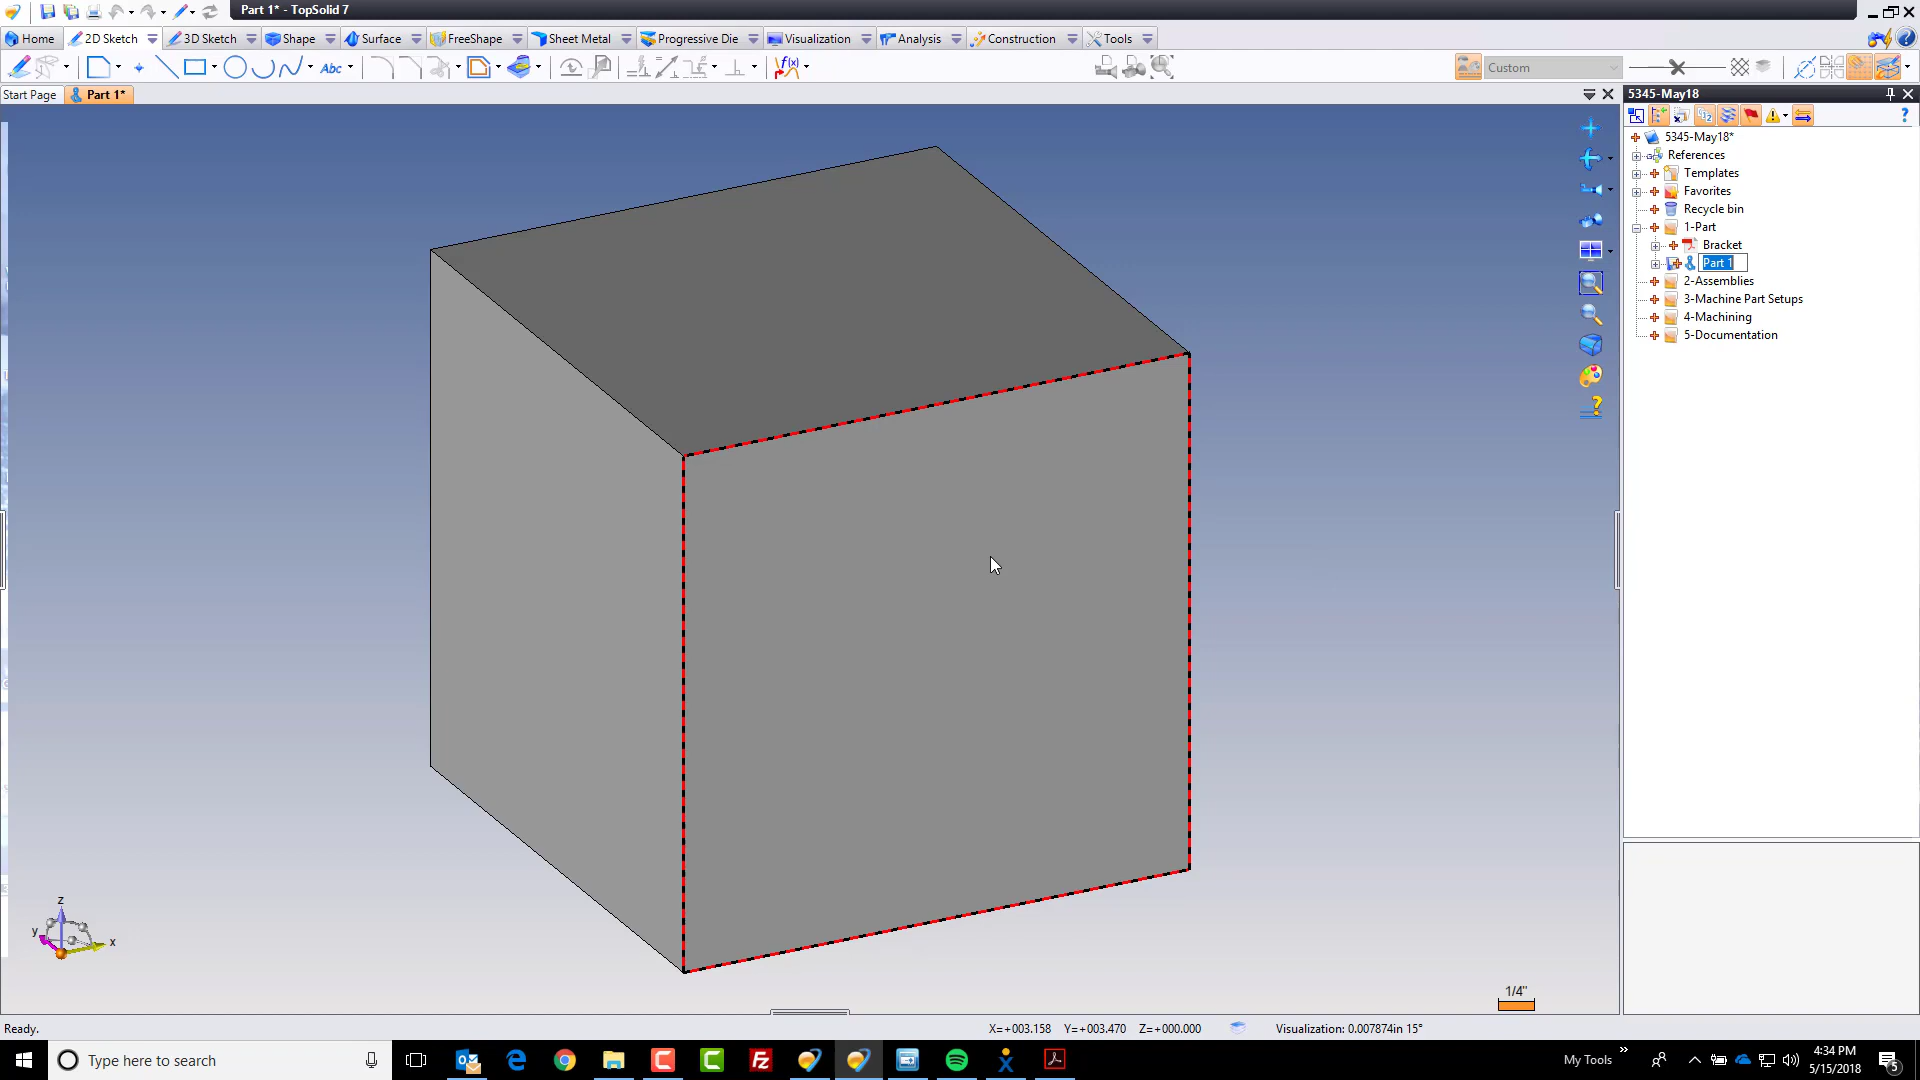 Part 1* - TopSolid 7
Home 2D Sketch 3D Sketch Shape Surface FreeShape Sheet Metal Progressive Die Visualization Analysis Construction Tools
Abc f(x) Custom
Start Page Part 1*
5345-May18
5345-May18*
References
Templates
Favorites
Recycle bin
1-Part
Bracket
Part 1
2-Assemblies
3-Machine Part Setups
4-Machining
5-Documentation
z
y
x
1/4"
Ready. X=+003.158 Y=+003.470 Z=+000.000 Visualization: 0.007874in 15°
Type here to search
My Tools
4:34 PM
5/15/2018
5